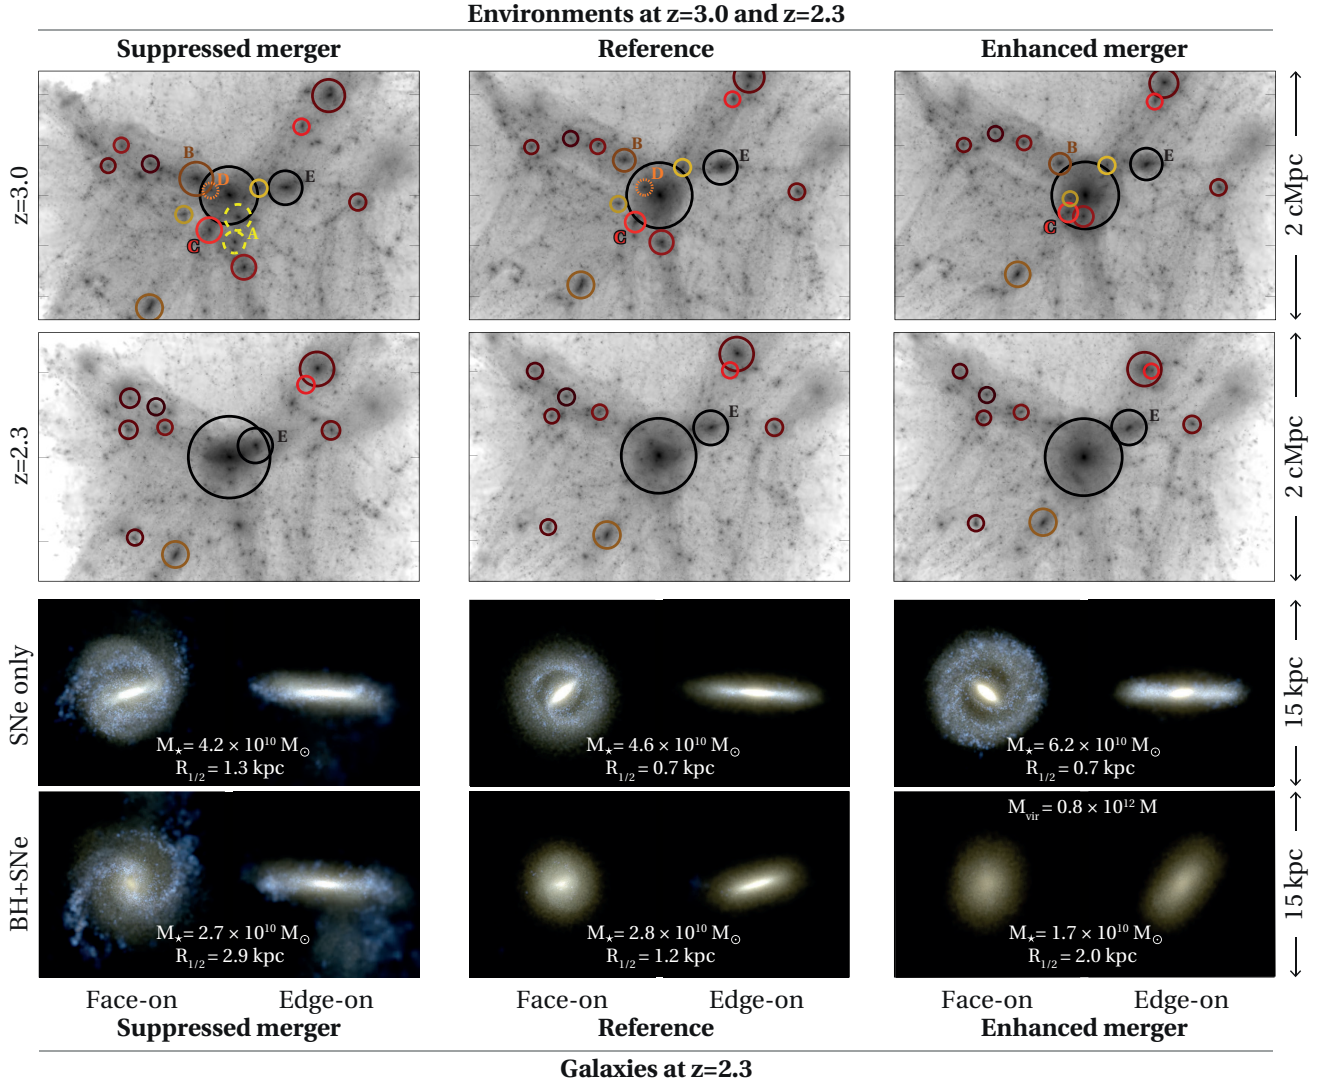 Environments at z=3.0 and z=2.3
Suppressed merger
Reference
Enhanced merger
z=3.0
B
D
E
A
C
B
D
E
C
B
E
C
2 cMpc
z=2.3
E
E
E
2 cMpc
SNe only
M★= 4.2 × 10¹⁰ M☉
R₁/₂ = 1.3 kpc
M★= 4.6 × 10¹⁰ M☉
R₁/₂ = 0.7 kpc
M★= 6.2 × 10¹⁰ M☉
R₁/₂ = 0.7 kpc
15 kpc
BH+SNe
M★= 2.7 × 10¹⁰ M☉
R₁/₂ = 2.9 kpc
M★= 2.8 × 10¹⁰ M☉
R₁/₂ = 1.2 kpc
Mvir = 0.8 × 10¹² M
M★= 1.7 × 10¹⁰ M☉
R₁/₂ = 2.0 kpc
15 kpc
Face-on
Edge-on
Face-on
Edge-on
Face-on
Edge-on
Suppressed merger
Reference
Enhanced merger
Galaxies at z=2.3